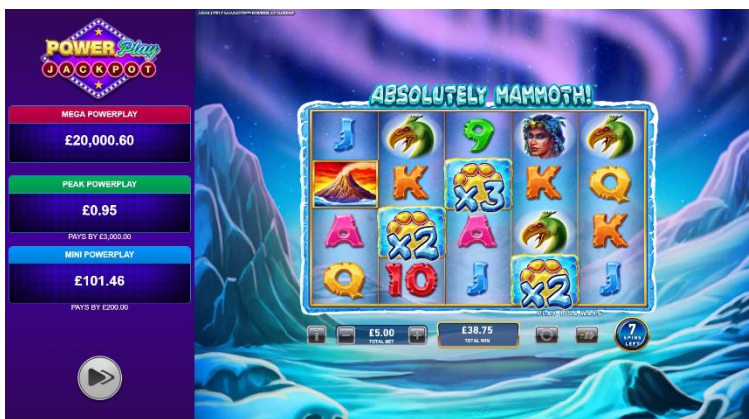 POWER Play
JACKPOT
MEGA POWERPLAY
£20,000.60
PEAK POWERPLAY
£0.95
PAYS BY £3,000.00
MINI POWERPLAY
£101.46
PAYS BY £200.00
ABSOLUTELY MAMMOTH!
J
9
K
X3
K
Q
A
X2
A
K
Q
10
J
X2
J
£5.00
TOTAL BET
£38.75
TOTAL WIN
7
SPINS
LEFT